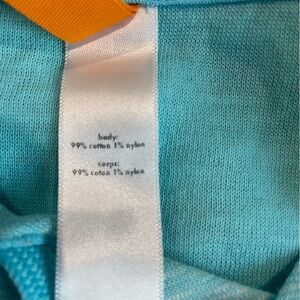 body:
99% cotton 1% nylon
corps:
99% coton 1% nylon